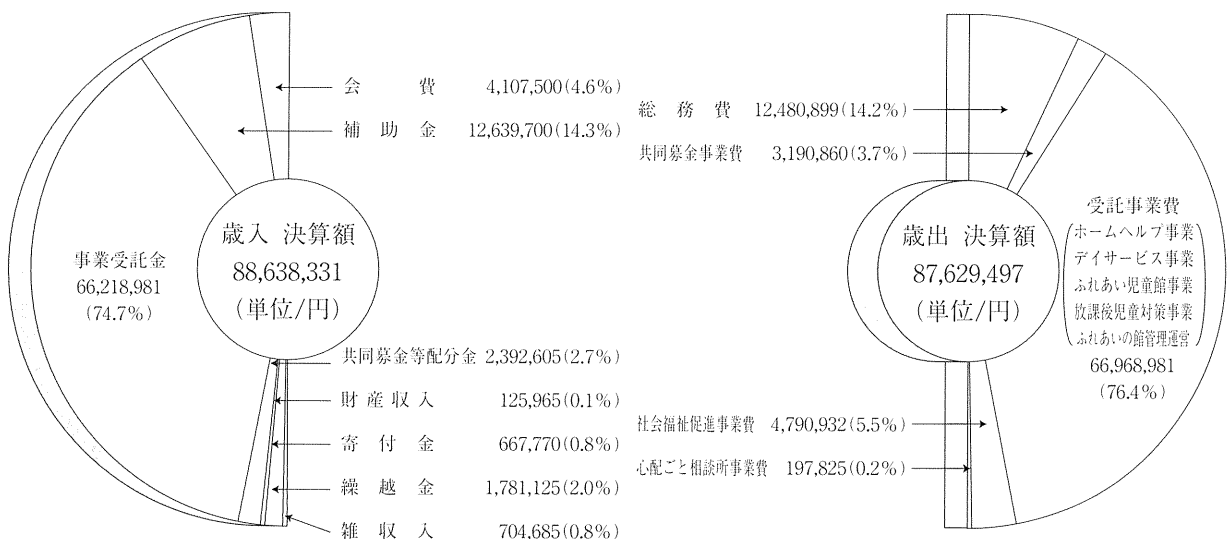 会費 4,107,500(4.6%)
補助金 12,639,700(14.3%)
歳入 決算額
88,638,331
(単位/円)
事業受託金
66,218,981
(74.7%)
共同募金等配分金 2,392,605(2.7%)
財産収入 125,965(0.1%)
寄付金 667,770(0.8%)
繰越金 1,781,125(2.0%)
雑収入 704,685(0.8%)
総務費 12,480,899(14.2%)
共同募金事業費 3,190,860(3.7%)
歳出 決算額
87,629,497
(単位/円)
受託事業費
ホームヘルプ事業
デイサービス事業
ふれあい児童館事業
放課後児童対策事業
ふれあいの館管理運営
66,968,981
(76.4%)
社会福祉促進事業費 4,790,932(5.5%)
心配ごと相談所事業費 197,825(0.2%)